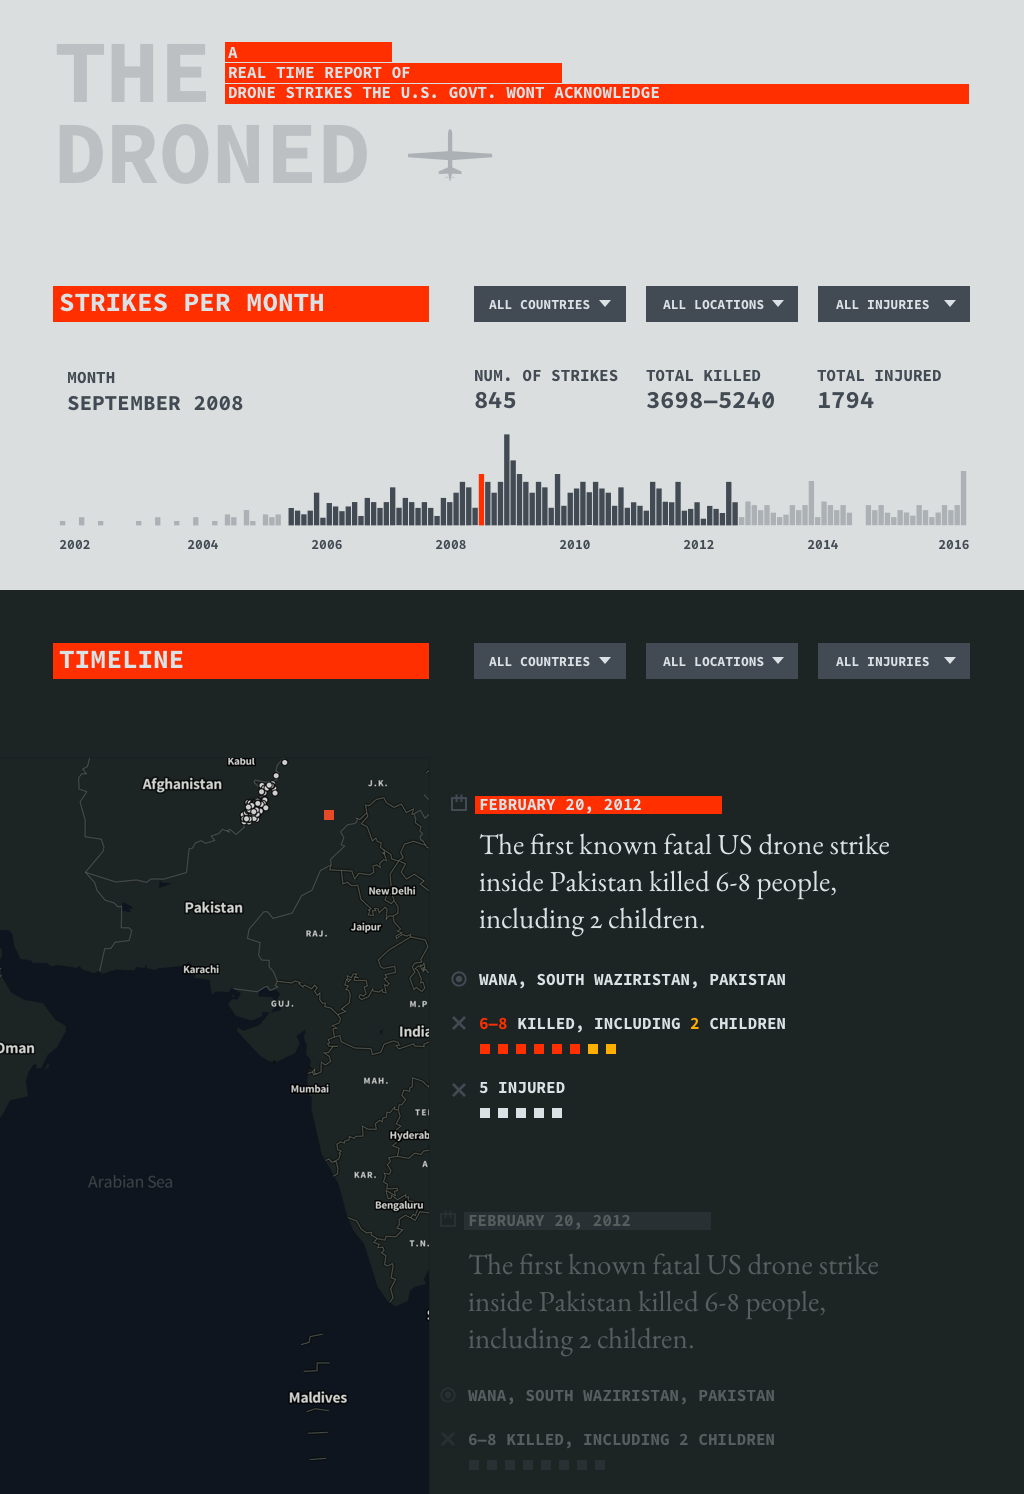 THE
DRONED
A
REAL TIME REPORT OF
DRONE STRIKES THE U.S. GOVT. WONT ACKNOWLEDGE
STRIKES PER MONTH
ALL COUNTRIES
ALL LOCATIONS
ALL INJURIES
MONTH
SEPTEMBER 2008
NUM. OF STRIKES
845
TOTAL KILLED
3698–5240
TOTAL INJURED
1794
2002 2004 2006 2008 2010 2012 2014 2016
TIMELINE
ALL COUNTRIES
ALL LOCATIONS
ALL INJURIES
Kabul
Afghanistan
J.K.
New Delhi
Pakistan
Jaipur
RAJ.
Karachi
GUJ.
M.P
India
Oman
MAH.
Mumbai
TE
Hyderab
A
KAR.
Arabian Sea
Bengaluru
T.N.
Maldives
FEBRUARY 20, 2012
The first known fatal US drone strike
inside Pakistan killed 6-8 people,
including 2 children.
WANA, SOUTH WAZIRISTAN, PAKISTAN
6–8 KILLED, INCLUDING 2 CHILDREN
5 INJURED
FEBRUARY 20, 2012
The first known fatal US drone strike
inside Pakistan killed 6-8 people,
including 2 children.
WANA, SOUTH WAZIRISTAN, PAKISTAN
6–8 KILLED, INCLUDING 2 CHILDREN